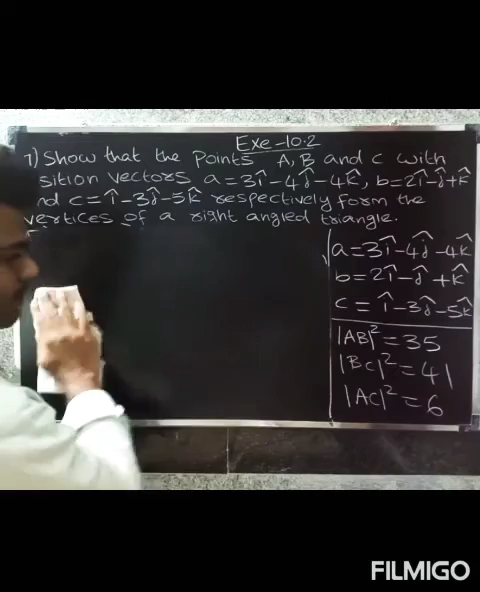 Exe-10.2
7) Show that the Points A, B and C with
sition vectors a = 3î - 4ĵ - 4k̂, b = 2î - ĵ + k̂
nd c = î - 3ĵ - 5k̂ respectively form the
vertices of a right angled triangle.
a = 3î - 4ĵ - 4k̂
b = 2î - ĵ + k̂
c = î - 3ĵ - 5k̂
|AB|² = 35
|BC|² = 41
|AC|² = 6
FILMIGO